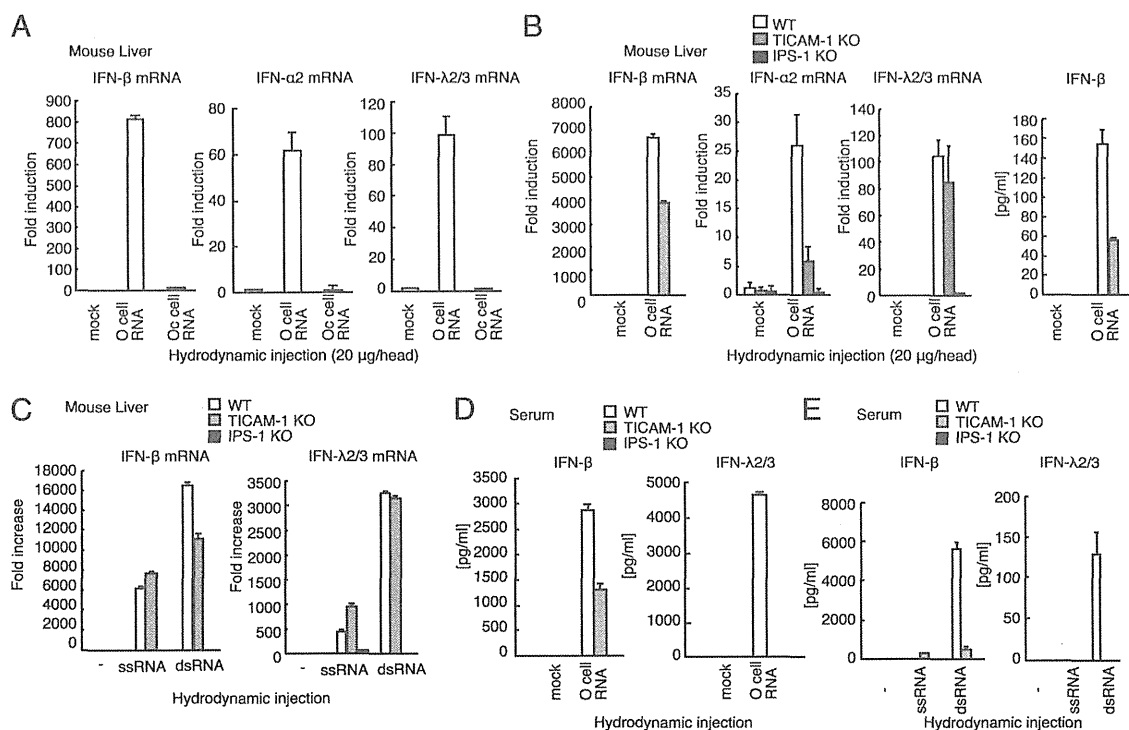 A
Mouse Liver
IFN-β mRNA
IFN-α2 mRNA
IFN-λ2/3 mRNA
Fold induction
900
800
700
600
500
400
300
200
100
0
mock
O cell RNA
Oc cell RNA
Fold induction
80
60
40
20
0
mock
O cell RNA
Oc cell RNA
Fold induction
120
100
80
60
40
20
0
mock
O cell RNA
Oc cell RNA
Hydrodynamic injection (20 µg/head)
B
Mouse Liver
WT
TICAM-1 KO
IPS-1 KO
IFN-β mRNA
IFN-α2 mRNA
IFN-λ2/3 mRNA
IFN-β
Fold induction
8000
7000
6000
5000
4000
3000
2000
1000
0
mock
O cell RNA
Fold induction
35
30
25
20
15
10
5
0
mock
O cell RNA
Fold induction
140
120
100
80
60
40
20
0
mock
O cell RNA
[pg/ml]
180
160
140
120
100
80
60
40
20
0
mock
O cell RNA
Hydrodynamic injection (20 µg/head)
C
Mouse Liver
WT
TICAM-1 KO
IPS-1 KO
IFN-β mRNA
IFN-λ2/3 mRNA
Fold increase
18000
16000
14000
12000
10000
8000
6000
4000
2000
0
-
ssRNA
dsRNA
Fold increase
3500
3000
2500
2000
1500
1000
500
0
-
ssRNA
dsRNA
Hydrodynamic injection
D
Serum
WT
TICAM-1 KO
IPS-1 KO
IFN-β
IFN-λ2/3
[pg/ml]
3500
3000
2500
2000
1500
1000
500
0
mock
O cell RNA
[pg/ml]
5000
4000
3000
2000
1000
0
mock
O cell RNA
Hydrodynamic injection
E
Serum
WT
TICAM-1 KO
IPS-1 KO
IFN-β
IFN-λ2/3
[pg/ml]
8000
6000
4000
2000
0
-
ssRNA
dsRNA
[pg/ml]
200
150
100
50
0
-
ssRNA
dsRNA
Hydrodynamic injection